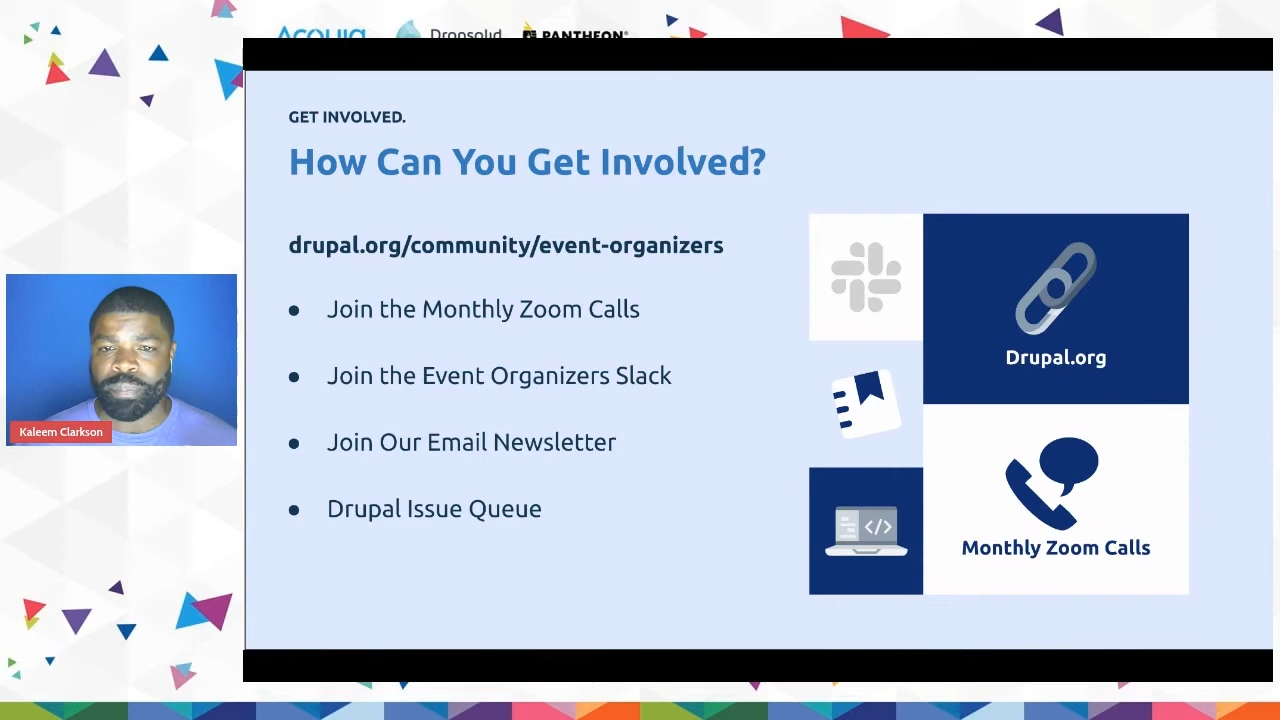 Acquia Dropsolid PANTHEON
GET INVOLVED.
How Can You Get Involved?
drupal.org/community/event-organizers
● Join the Monthly Zoom Calls
● Join the Event Organizers Slack
● Join Our Email Newsletter
● Drupal Issue Queue
Drupal.org
Monthly Zoom Calls
Kaleem Clarkson